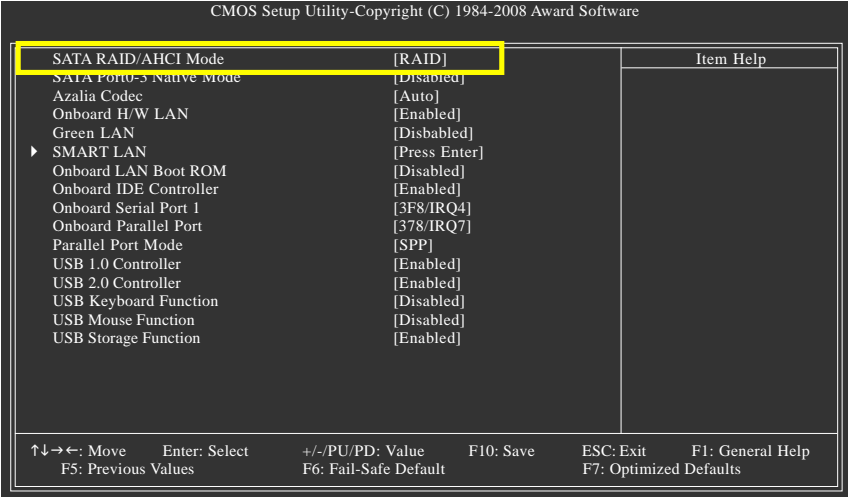 CMOS Setup Utility-Copyright (C) 1984-2008 Award Software
SATA RAID/AHCI Mode [RAID] Item Help
SATA Port0-3 Native Mode [Disabled]
Azalia Codec [Auto]
Onboard H/W LAN [Enabled]
Green LAN [Disbabled]
SMART LAN [Press Enter]
Onboard LAN Boot ROM [Disabled]
Onboard IDE Controller [Enabled]
Onboard Serial Port 1 [3F8/IRQ4]
Onboard Parallel Port [378/IRQ7]
Parallel Port Mode [SPP]
USB 1.0 Controller [Enabled]
USB 2.0 Controller [Enabled]
USB Keyboard Function [Disabled]
USB Mouse Function [Disabled]
USB Storage Function [Enabled]
↑↓→←: Move Enter: Select +/-/PU/PD: Value F10: Save ESC: Exit F1: General Help
F5: Previous Values F6: Fail-Safe Default F7: Optimized Defaults